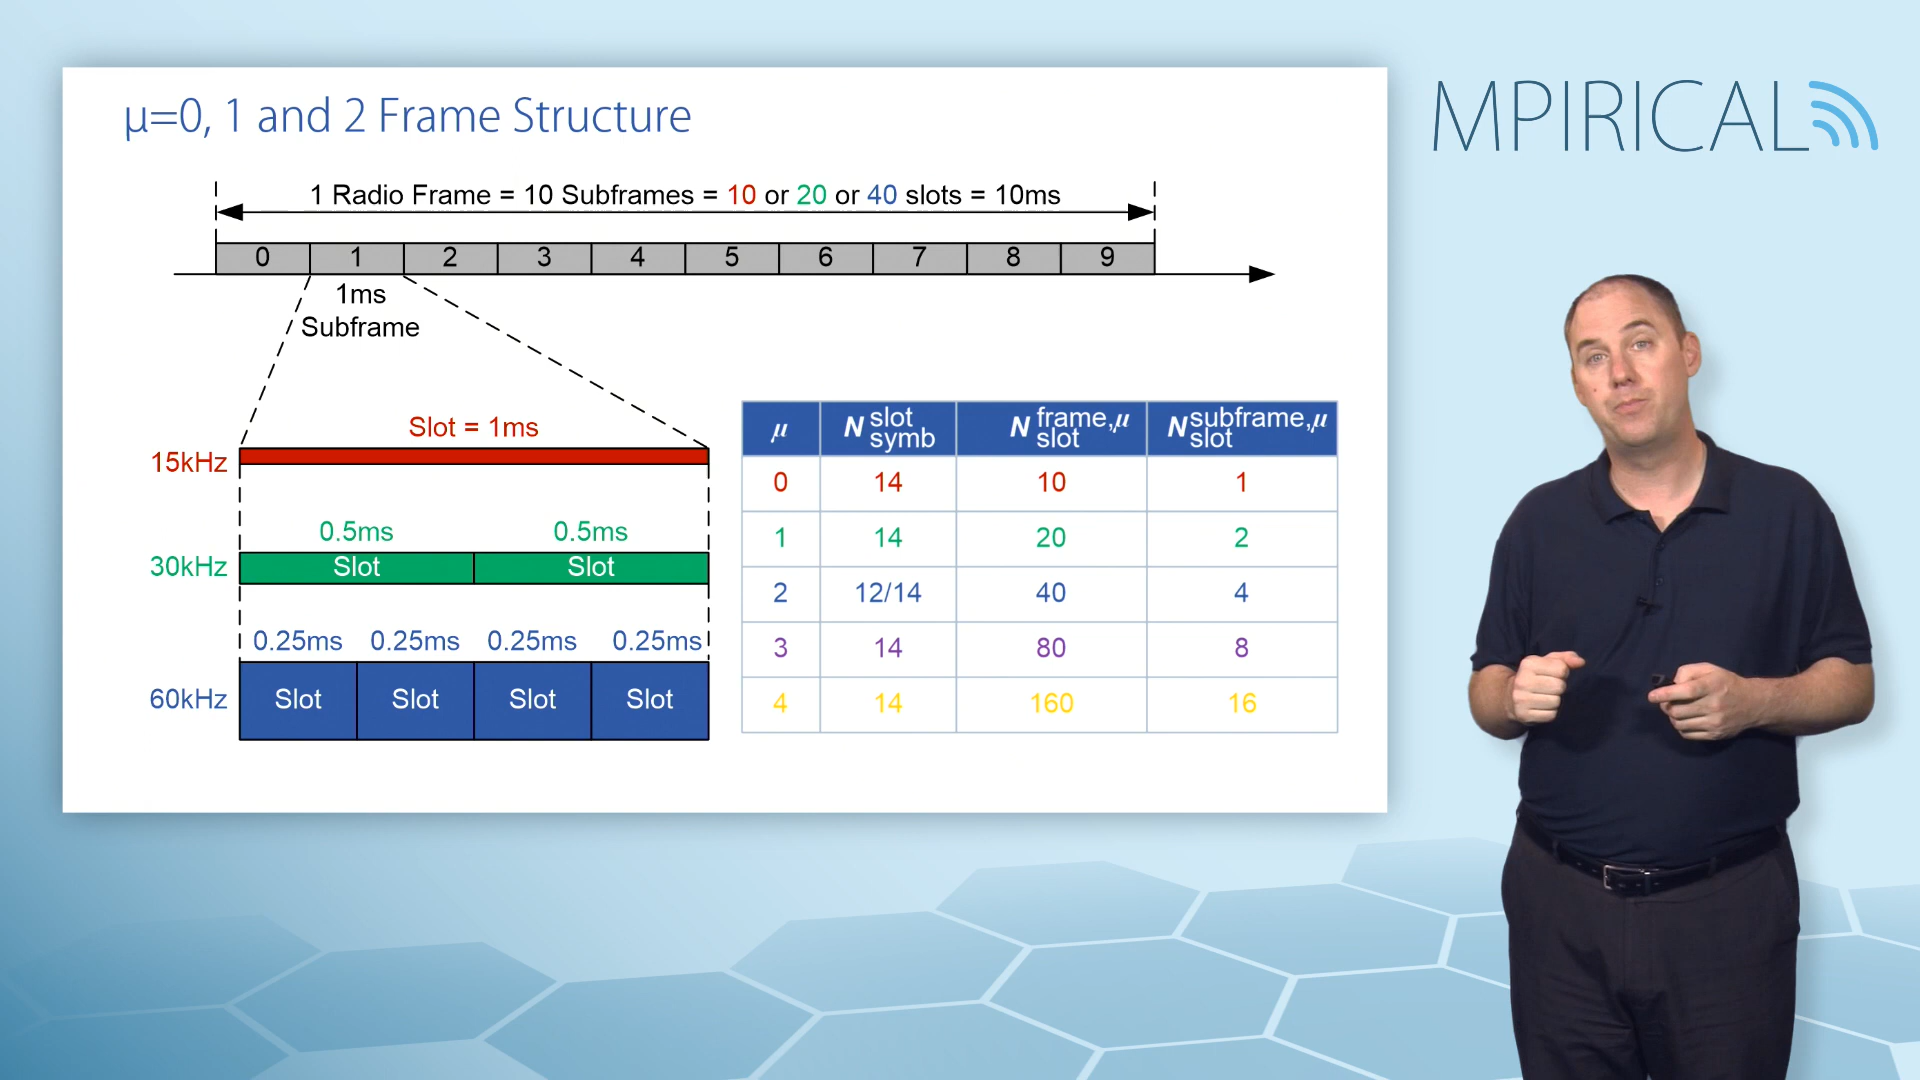 μ=0, 1 and 2 Frame Structure
MPIRICAL
1 Radio Frame = 10 Subframes = 10 or 20 or 40 slots = 10ms
0 1 2 3 4 5 6 7 8 9
1ms
Subframe
Slot = 1ms
15kHz
0.5ms 0.5ms
30kHz Slot Slot
0.25ms 0.25ms 0.25ms 0.25ms
60kHz Slot Slot Slot Slot
μ N slot symb N frame,μ slot N subframe,μ slot
0 14 10 1
1 14 20 2
2 12/14 40 4
3 14 80 8
4 14 160 16